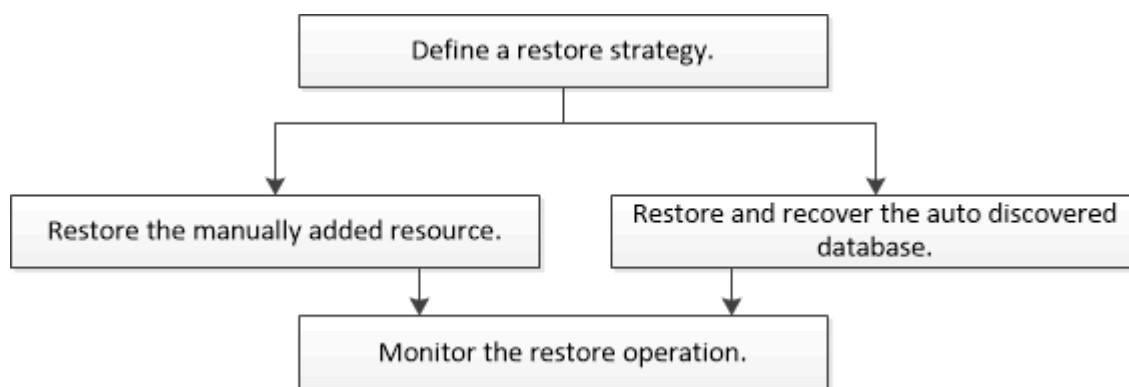 Define a restore strategy.
Restore the manually added resource.
Restore and recover the auto discovered
database.
Monitor the restore operation.